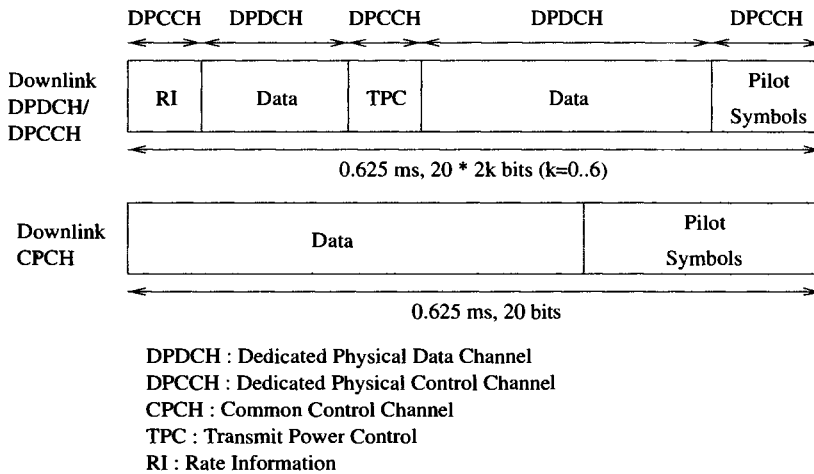 DPCCH DPDCH DPCCH DPDCH DPCCH
Downlink
DPDCH/
DPCCH
RI Data TPC Data Pilot
Symbols
0.625 ms, 20 * 2k bits (k=0..6)
Downlink
CPCH
Data Pilot
Symbols
0.625 ms, 20 bits
DPDCH : Dedicated Physical Data Channel
DPCCH : Dedicated Physical Control Channel
CPCH : Common Control Channel
TPC : Transmit Power Control
RI : Rate Information